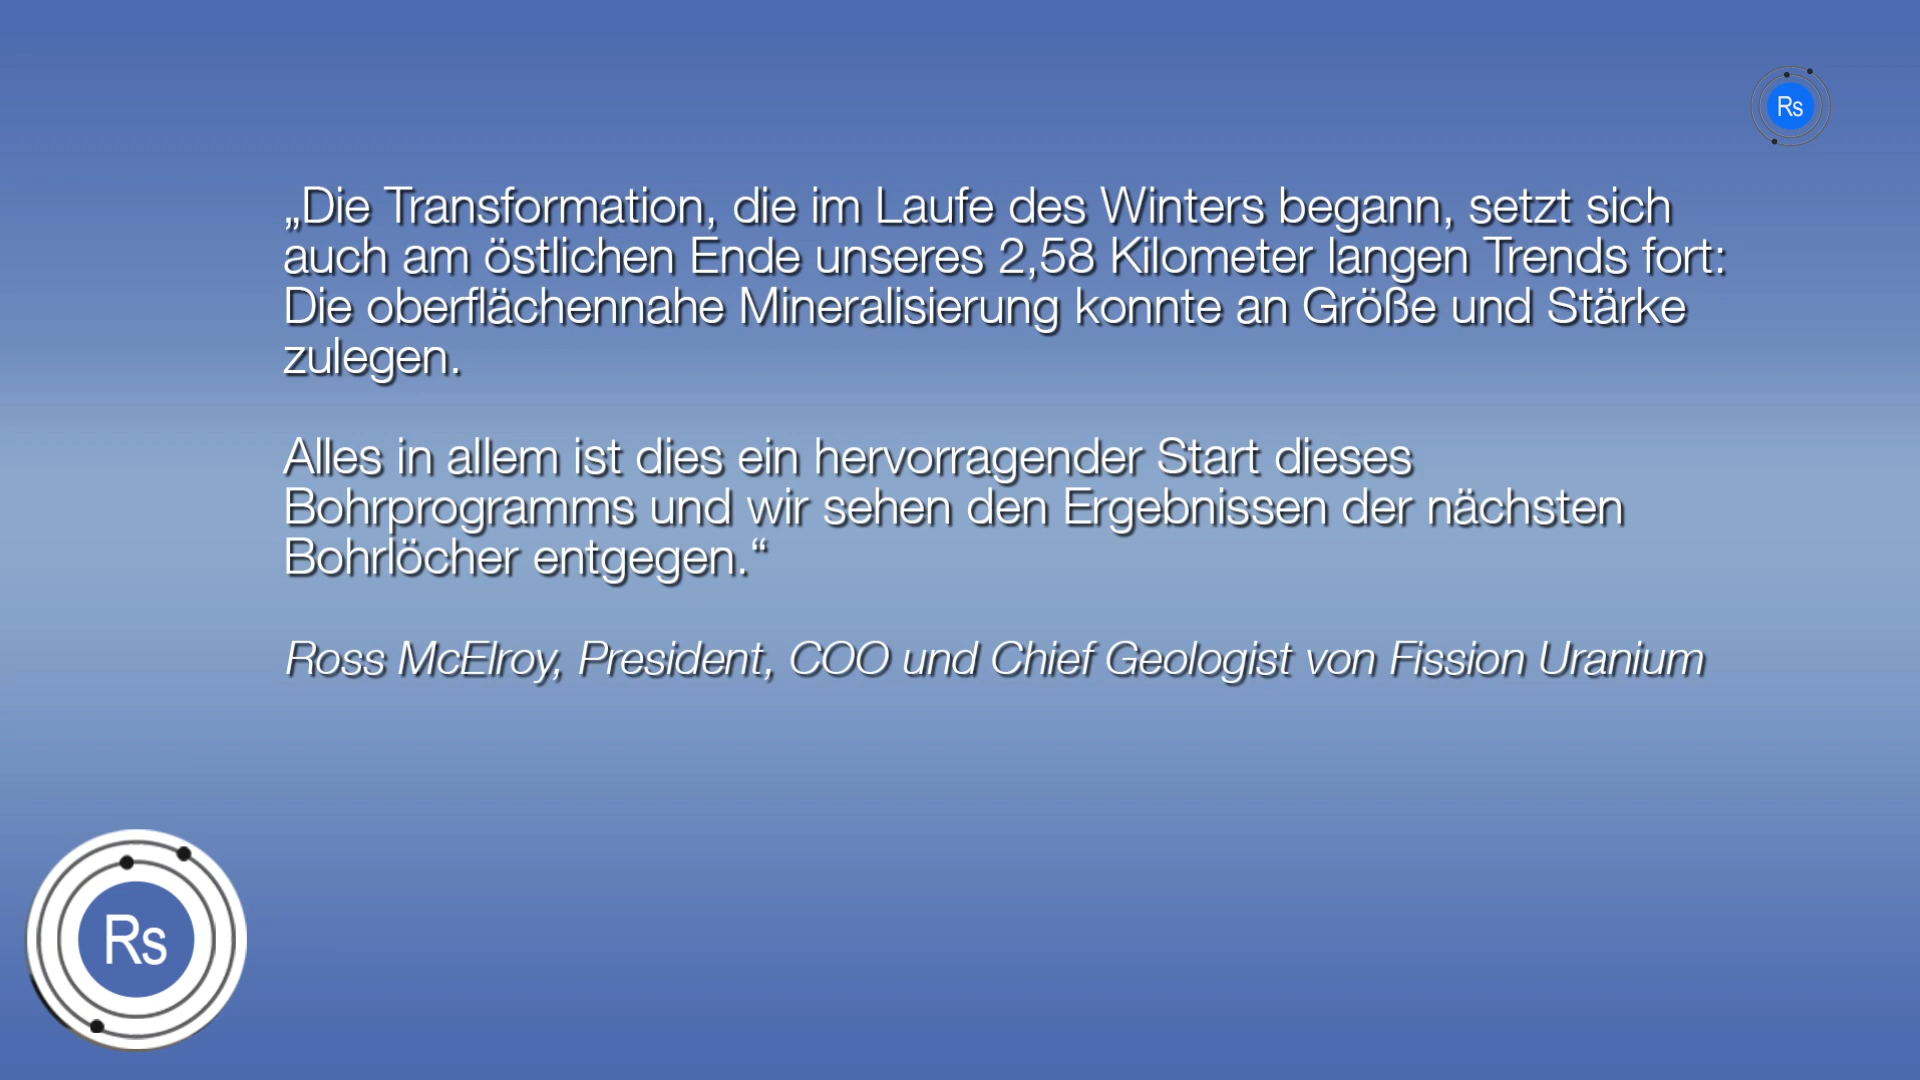 Rs
„Die Transformation, die im Laufe des Winters begann, setzt sich
auch am östlichen Ende unseres 2,58 Kilometer langen Trends fort:
Die oberflächennahe Mineralisierung konnte an Größe und Stärke
zulegen.
Alles in allem ist dies ein hervorragender Start dieses
Bohrprogramms und wir sehen den Ergebnissen der nächsten
Bohrlöcher entgegen.“
Ross McElroy, President, COO und Chief Geologist von Fission Uranium
Rs